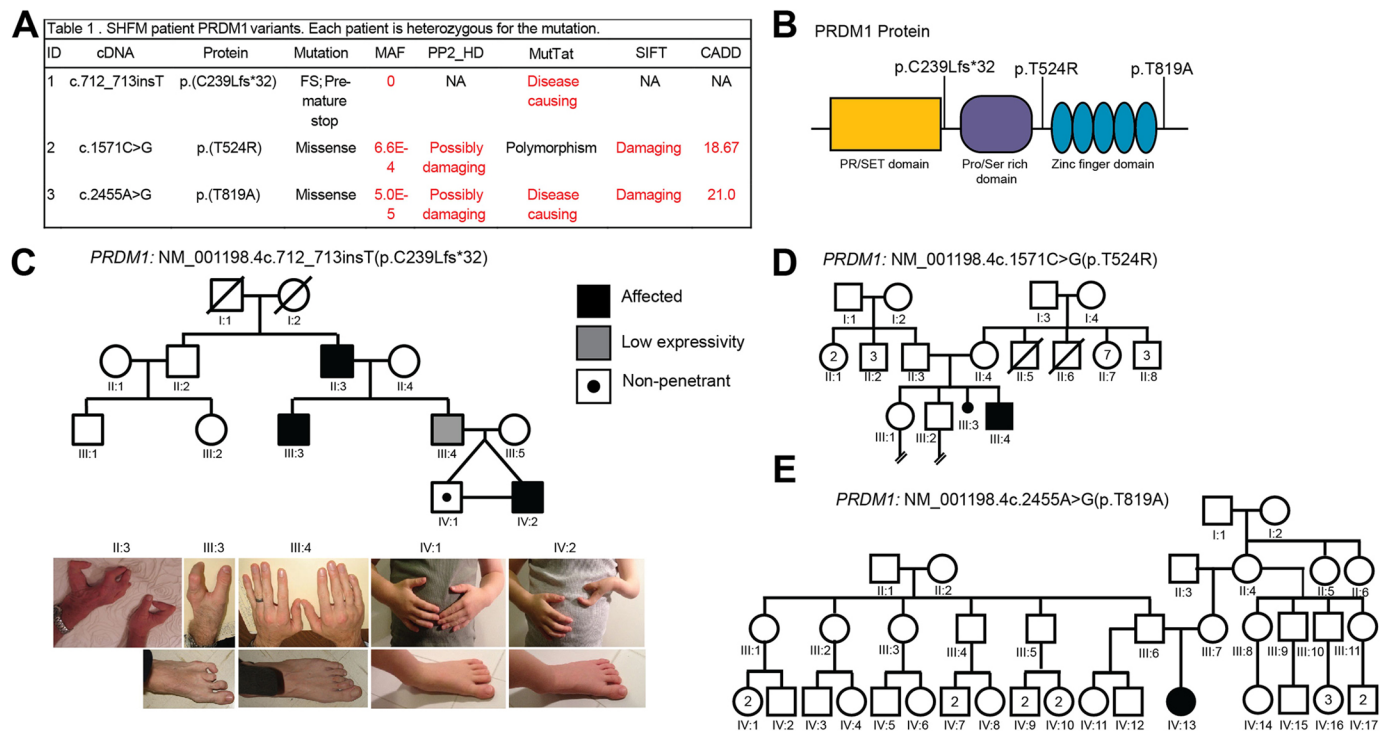 A
Table 1 . SHFM patient PRDM1 variants. Each patient is heterozygous for the mutation.
ID cDNA Protein Mutation MAF PP2_HD MutTat SIFT CADD
1 c.712_713insT p.(C239Lfs*32) FS; Pre- 0 NA Disease NA NA
mature causing
stop
2 c.1571C>G p.(T524R) Missense 6.6E- Possibly Polymorphism Damaging 18.67
4 damaging
3 c.2455A>G p.(T819A) Missense 5.0E- Possibly Disease Damaging 21.0
5 damaging causing
B
PRDM1 Protein
p.C239Lfs*32
p.T524R
p.T819A
PR/SET domain
Pro/Ser rich
domain
Zinc finger domain
C
PRDM1: NM_001198.4c.712_713insT(p.C239Lfs*32)
I:1 I:2
II:1 II:2 II:3 II:4
III:1 III:2 III:3 III:4 III:5
IV:1 IV:2
Affected
Low expressivity
Non-penetrant
II:3 III:3 III:4 IV:1 IV:2
D
PRDM1: NM_001198.4c.1571C>G(p.T524R)
I:1 I:2 I:3 I:4
2 3 7 3
II:1 II:2 II:3 II:4 II:5 II:6 II:7 II:8
III:1 III:2 III:3 III:4
E
PRDM1: NM_001198.4c.2455A>G(p.T819A)
I:1 I:2
II:1 II:2 II:3 II:4 II:5 II:6
III:1 III:2 III:3 III:4 III:5 III:6 III:7 III:8 III:9 III:10 III:11
2 2 2 2 3 2
IV:1 IV:2 IV:3 IV:4 IV:5 IV:6 IV:7 IV:8 IV:9 IV:10 IV:11 IV:12 IV:13 IV:14 IV:15 IV:16 IV:17